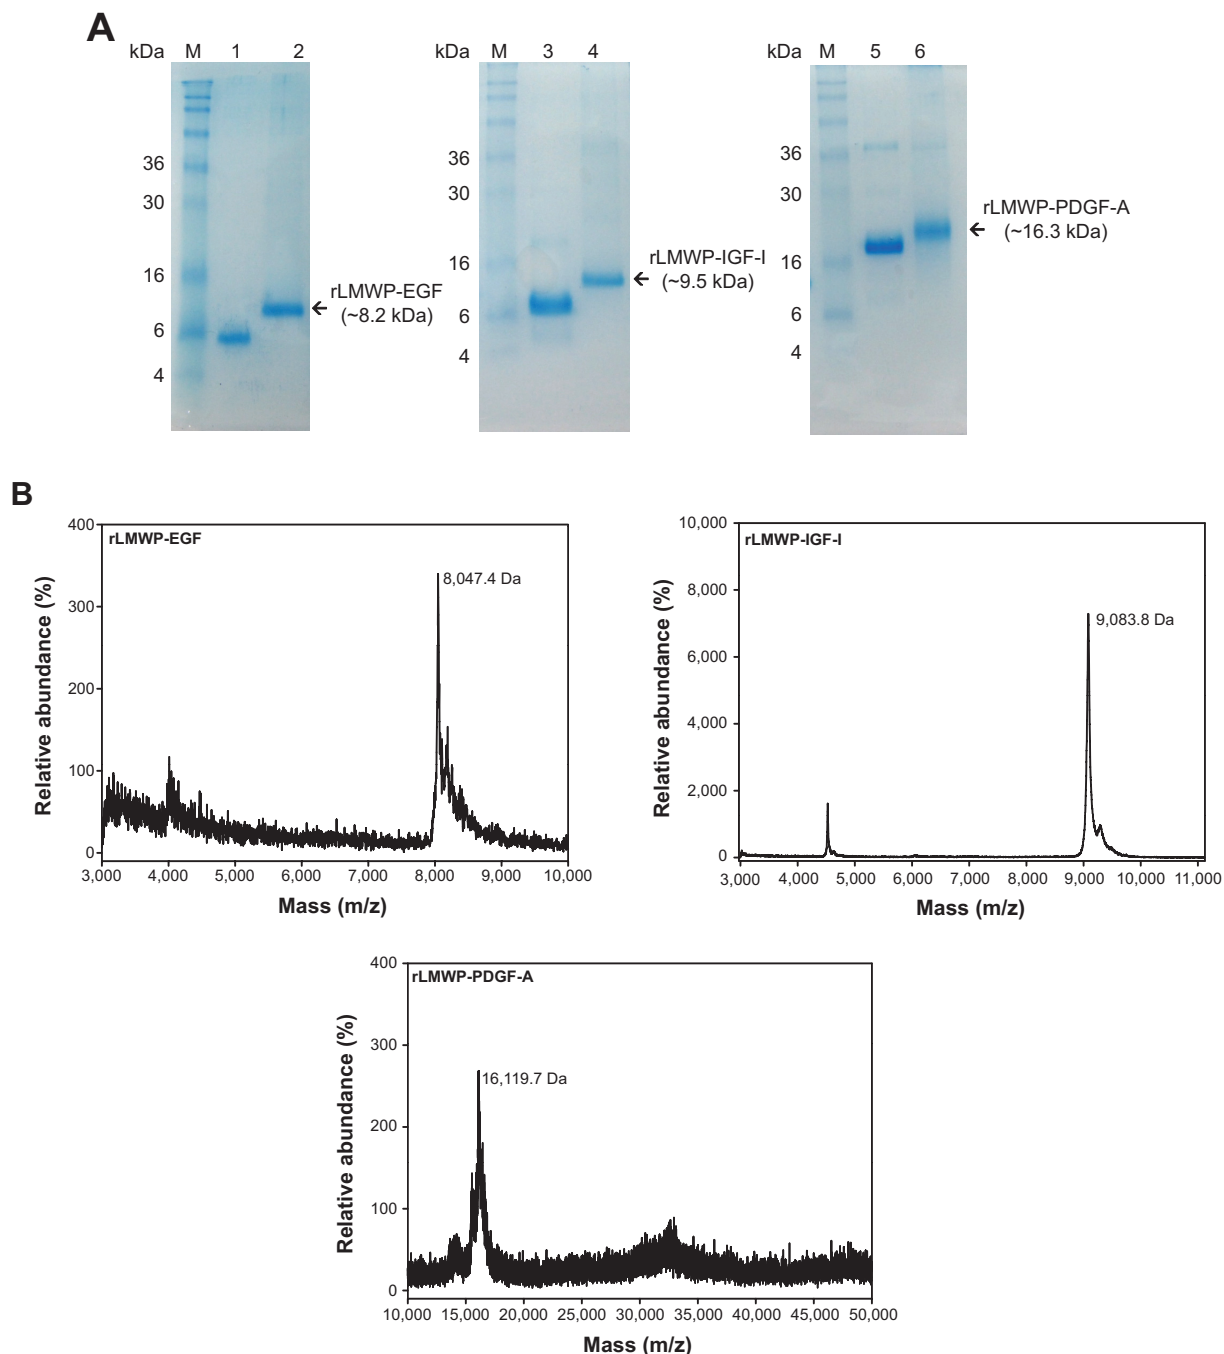 A
kDa M 1 2
36
30
16
6
4
rLMWP-EGF
(~8.2 kDa)
kDa M 3 4
36
30
16
6
4
rLMWP-IGF-I
(~9.5 kDa)
kDa M 5 6
36
30
16
6
4
rLMWP-PDGF-A
(~16.3 kDa)
B
rLMWP-EGF
8,047.4 Da
Relative abundance (%)
400
300
200
100
0
3,000 4,000 5,000 6,000 7,000 8,000 9,000 10,000
Mass (m/z)
rLMWP-IGF-I
9,083.8 Da
Relative abundance (%)
10,000
8,000
6,000
4,000
2,000
0
3,000 4,000 5,000 6,000 7,000 8,000 9,000 10,000 11,000
Mass (m/z)
rLMWP-PDGF-A
16,119.7 Da
Relative abundance (%)
400
300
200
100
0
10,000 15,000 20,000 25,000 30,000 35,000 40,000 45,000 50,000
Mass (m/z)